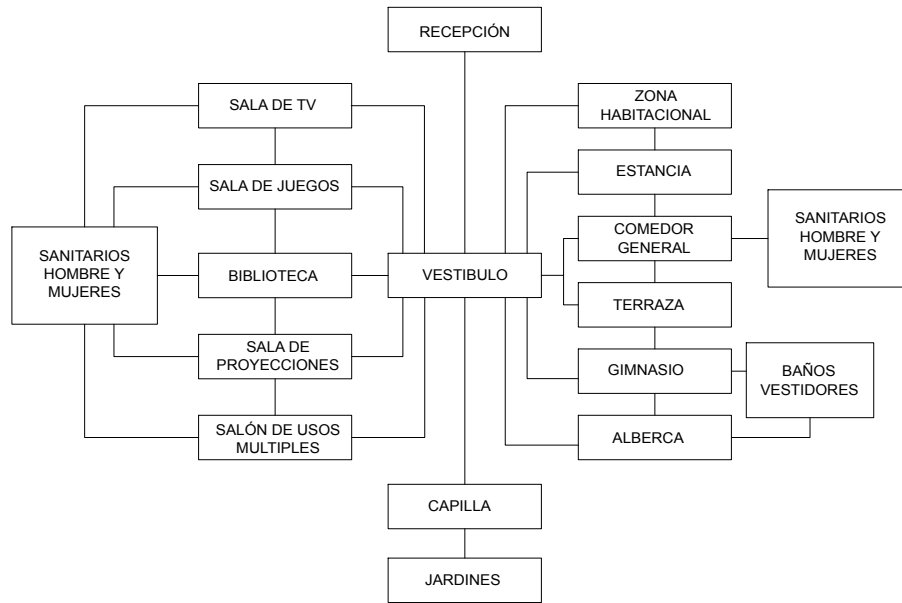 RECEPCIÓN
SALA DE TV
SALA DE JUEGOS
SANITARIOS
HOMBRE Y
MUJERES
BIBLIOTECA
SALA DE
PROYECCIONES
SALÓN DE USOS
MULTIPLES
VESTIBULO
ZONA
HABITACIONAL
ESTANCIA
COMEDOR
GENERAL
SANITARIOS
HOMBRE Y
MUJERES
TERRAZA
GIMNASIO
BAÑOS
VESTIDORES
ALBERCA
CAPILLA
JARDINES